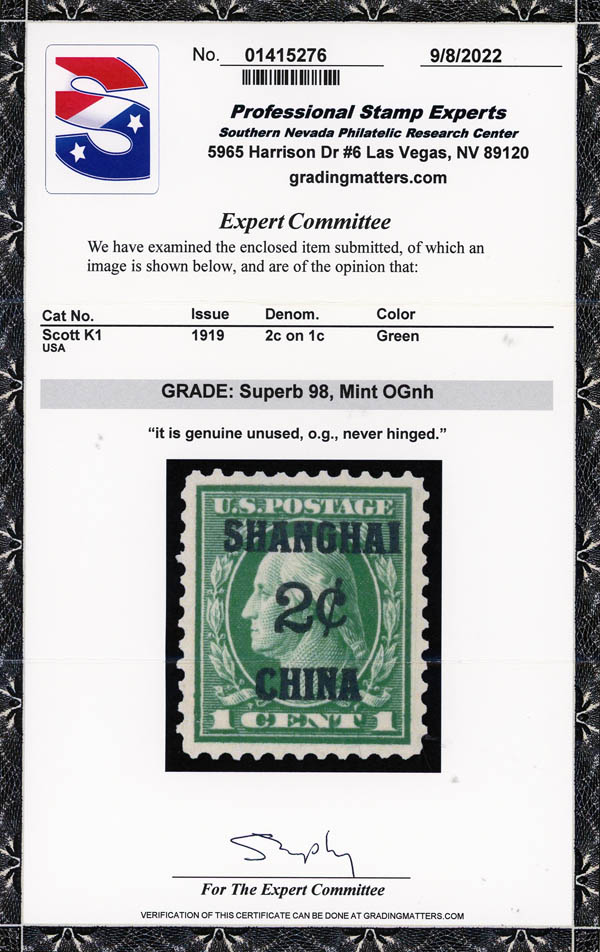 No. 01415276 9/8/2022
Professional Stamp Experts
Southern Nevada Philatelic Research Center
5965 Harrison Dr #6 Las Vegas, NV 89120
gradingmatters.com
Expert Committee
We have examined the enclosed item submitted, of which an
image is shown below, and are of the opinion that:
Cat No. Issue Denom. Color
Scott K1 1919 2c on 1c Green
USA
GRADE: Superb 98, Mint OGnh
“it is genuine unused, o.g., never hinged.”
U.S.POSTAGE
SHANGHAI
2¢
CHINA
1 CENT 1
For The Expert Committee
VERIFICATION OF THIS CERTIFICATE CAN BE DONE AT GRADINGMATTERS.COM